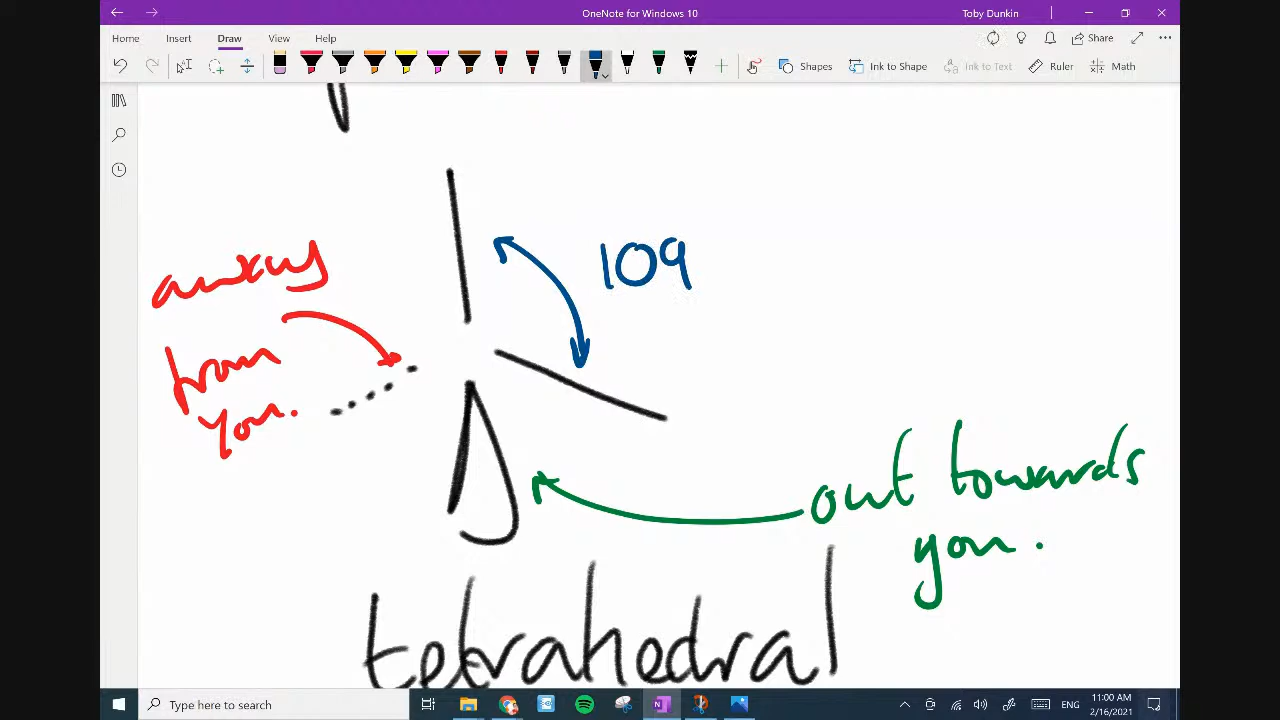 OneNote for Windows 10
Toby Dunkin
Home Insert Draw View Help
Share
Shapes Ink to Shape Ink to Text Ruler Math
109
away
from
you.
out towards
you.
tetrahedral
Type here to search
ENG
11:00 AM
2/16/2021